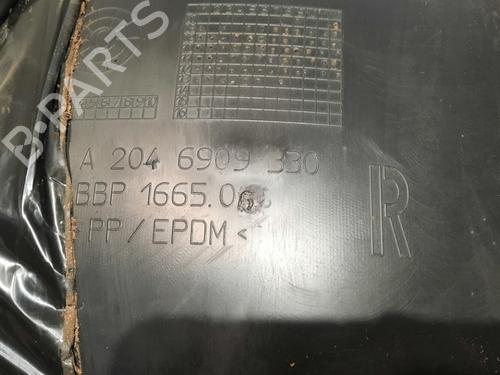 B-PARTS
A 204 6909 330
BBP 1665.0
PP/EPDM<
R